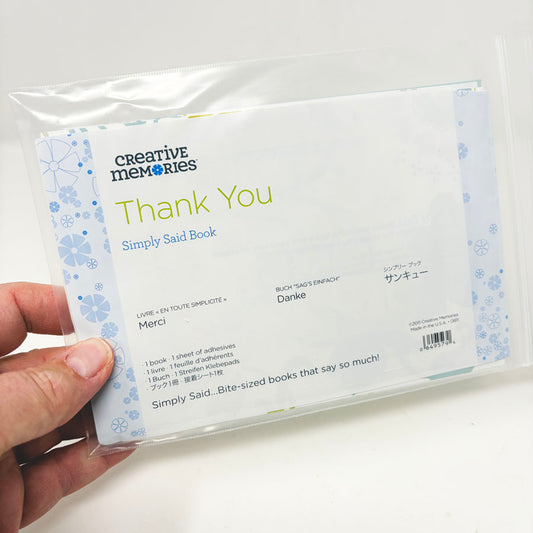 CREATIVE
MEMORIES
Thank You
Simply Said Book
LIVRE « EN TOUTE SIMPLICITÉ »
Merci
BUCH "SAG'S EINFACH"
Danke
シンプリー ブック
サンキュー
©2011 Creative Memories
Made in the U.S.A. •
· 1 book · 1 sheet of adhesives
· 1 livre · 1 feuille d'adhérents
· 1 Buch · 1 Streifen Klebepads
· ブック1冊 · 接着シート1枚
Simply Said...Bite-sized books that say so much!